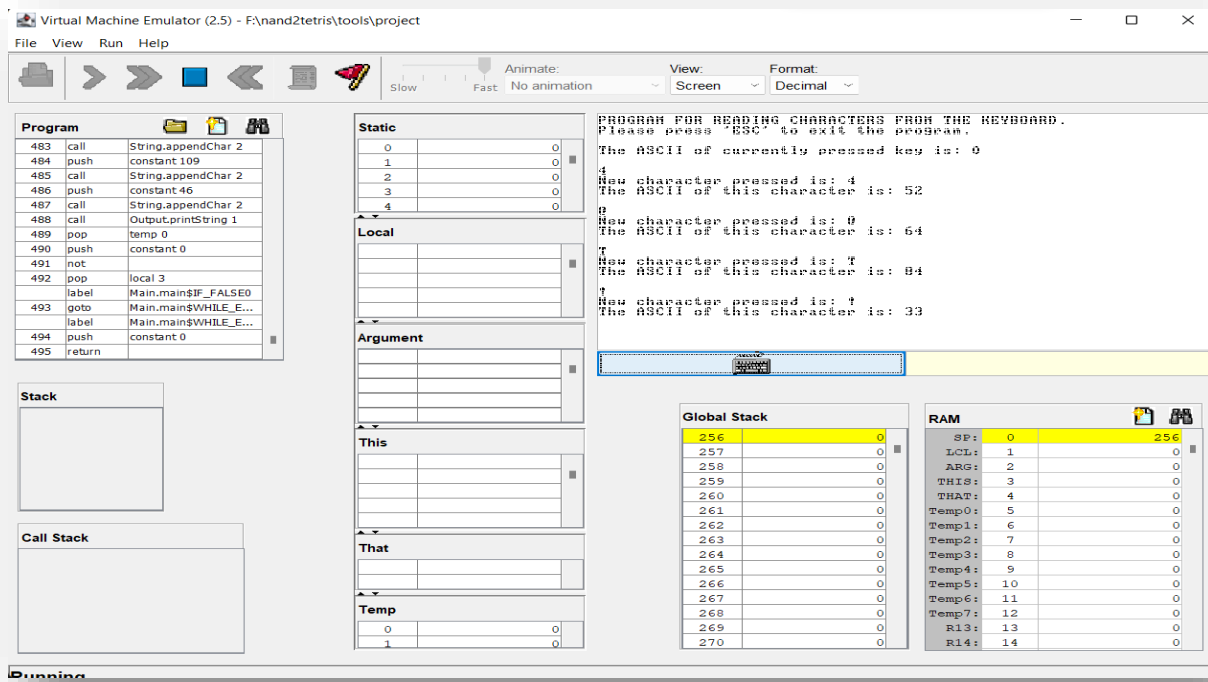 Virtual Machine Emulator (2.5) - F:\nand2tetris\tools\project
File View Run Help
Slow Fast
Animate:
No animation
View:
Screen
Format:
Decimal
Program
483 call String.appendChar 2
484 push constant 109
485 call String.appendChar 2
486 push constant 46
487 call String.appendChar 2
488 call Output.printString 1
489 pop temp 0
490 push constant 0
491 not
492 pop local 3
label Main.main$IF_FALSE0
493 goto Main.main$WHILE_E...
label Main.main$WHILE_E...
494 push constant 0
495 return
Stack
Call Stack
Static
0 0
1 0
2 0
3 0
4 0
Local
Argument
This
That
Temp
0 0
1 0
PROGRAM FOR READING CHARACTERS FROM THE KEYBOARD.
Please press 'ESC' to exit the program.
The ASCII of currently pressed key is: 0
4
New character pressed is: 4
The ASCII of this character is: 52
@
New character pressed is: @
The ASCII of this character is: 64
T
New character pressed is: T
The ASCII of this character is: 84
!
New character pressed is: !
The ASCII of this character is: 33
Global Stack
256 0
257 0
258 0
259 0
260 0
261 0
262 0
263 0
264 0
265 0
266 0
267 0
268 0
269 0
270 0
RAM
SP: 0 256
LCL: 1 0
ARG: 2 0
THIS: 3 0
THAT: 4 0
Temp0: 5 0
Temp1: 6 0
Temp2: 7 0
Temp3: 8 0
Temp4: 9 0
Temp5: 10 0
Temp6: 11 0
Temp7: 12 0
R13: 13 0
R14: 14 0
Running